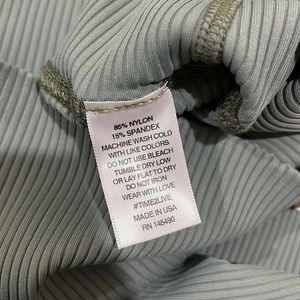 85% NYLON
15% SPANDEX
MACHINE WASH COLD
WITH LIKE COLORS
DO NOT USE BLEACH
TUMBLE DRY LOW
OR LAY FLAT TO DRY
DO NOT IRON
WEAR WITH LOVE
#TIME2LIVE
MADE IN USA
RN 145490